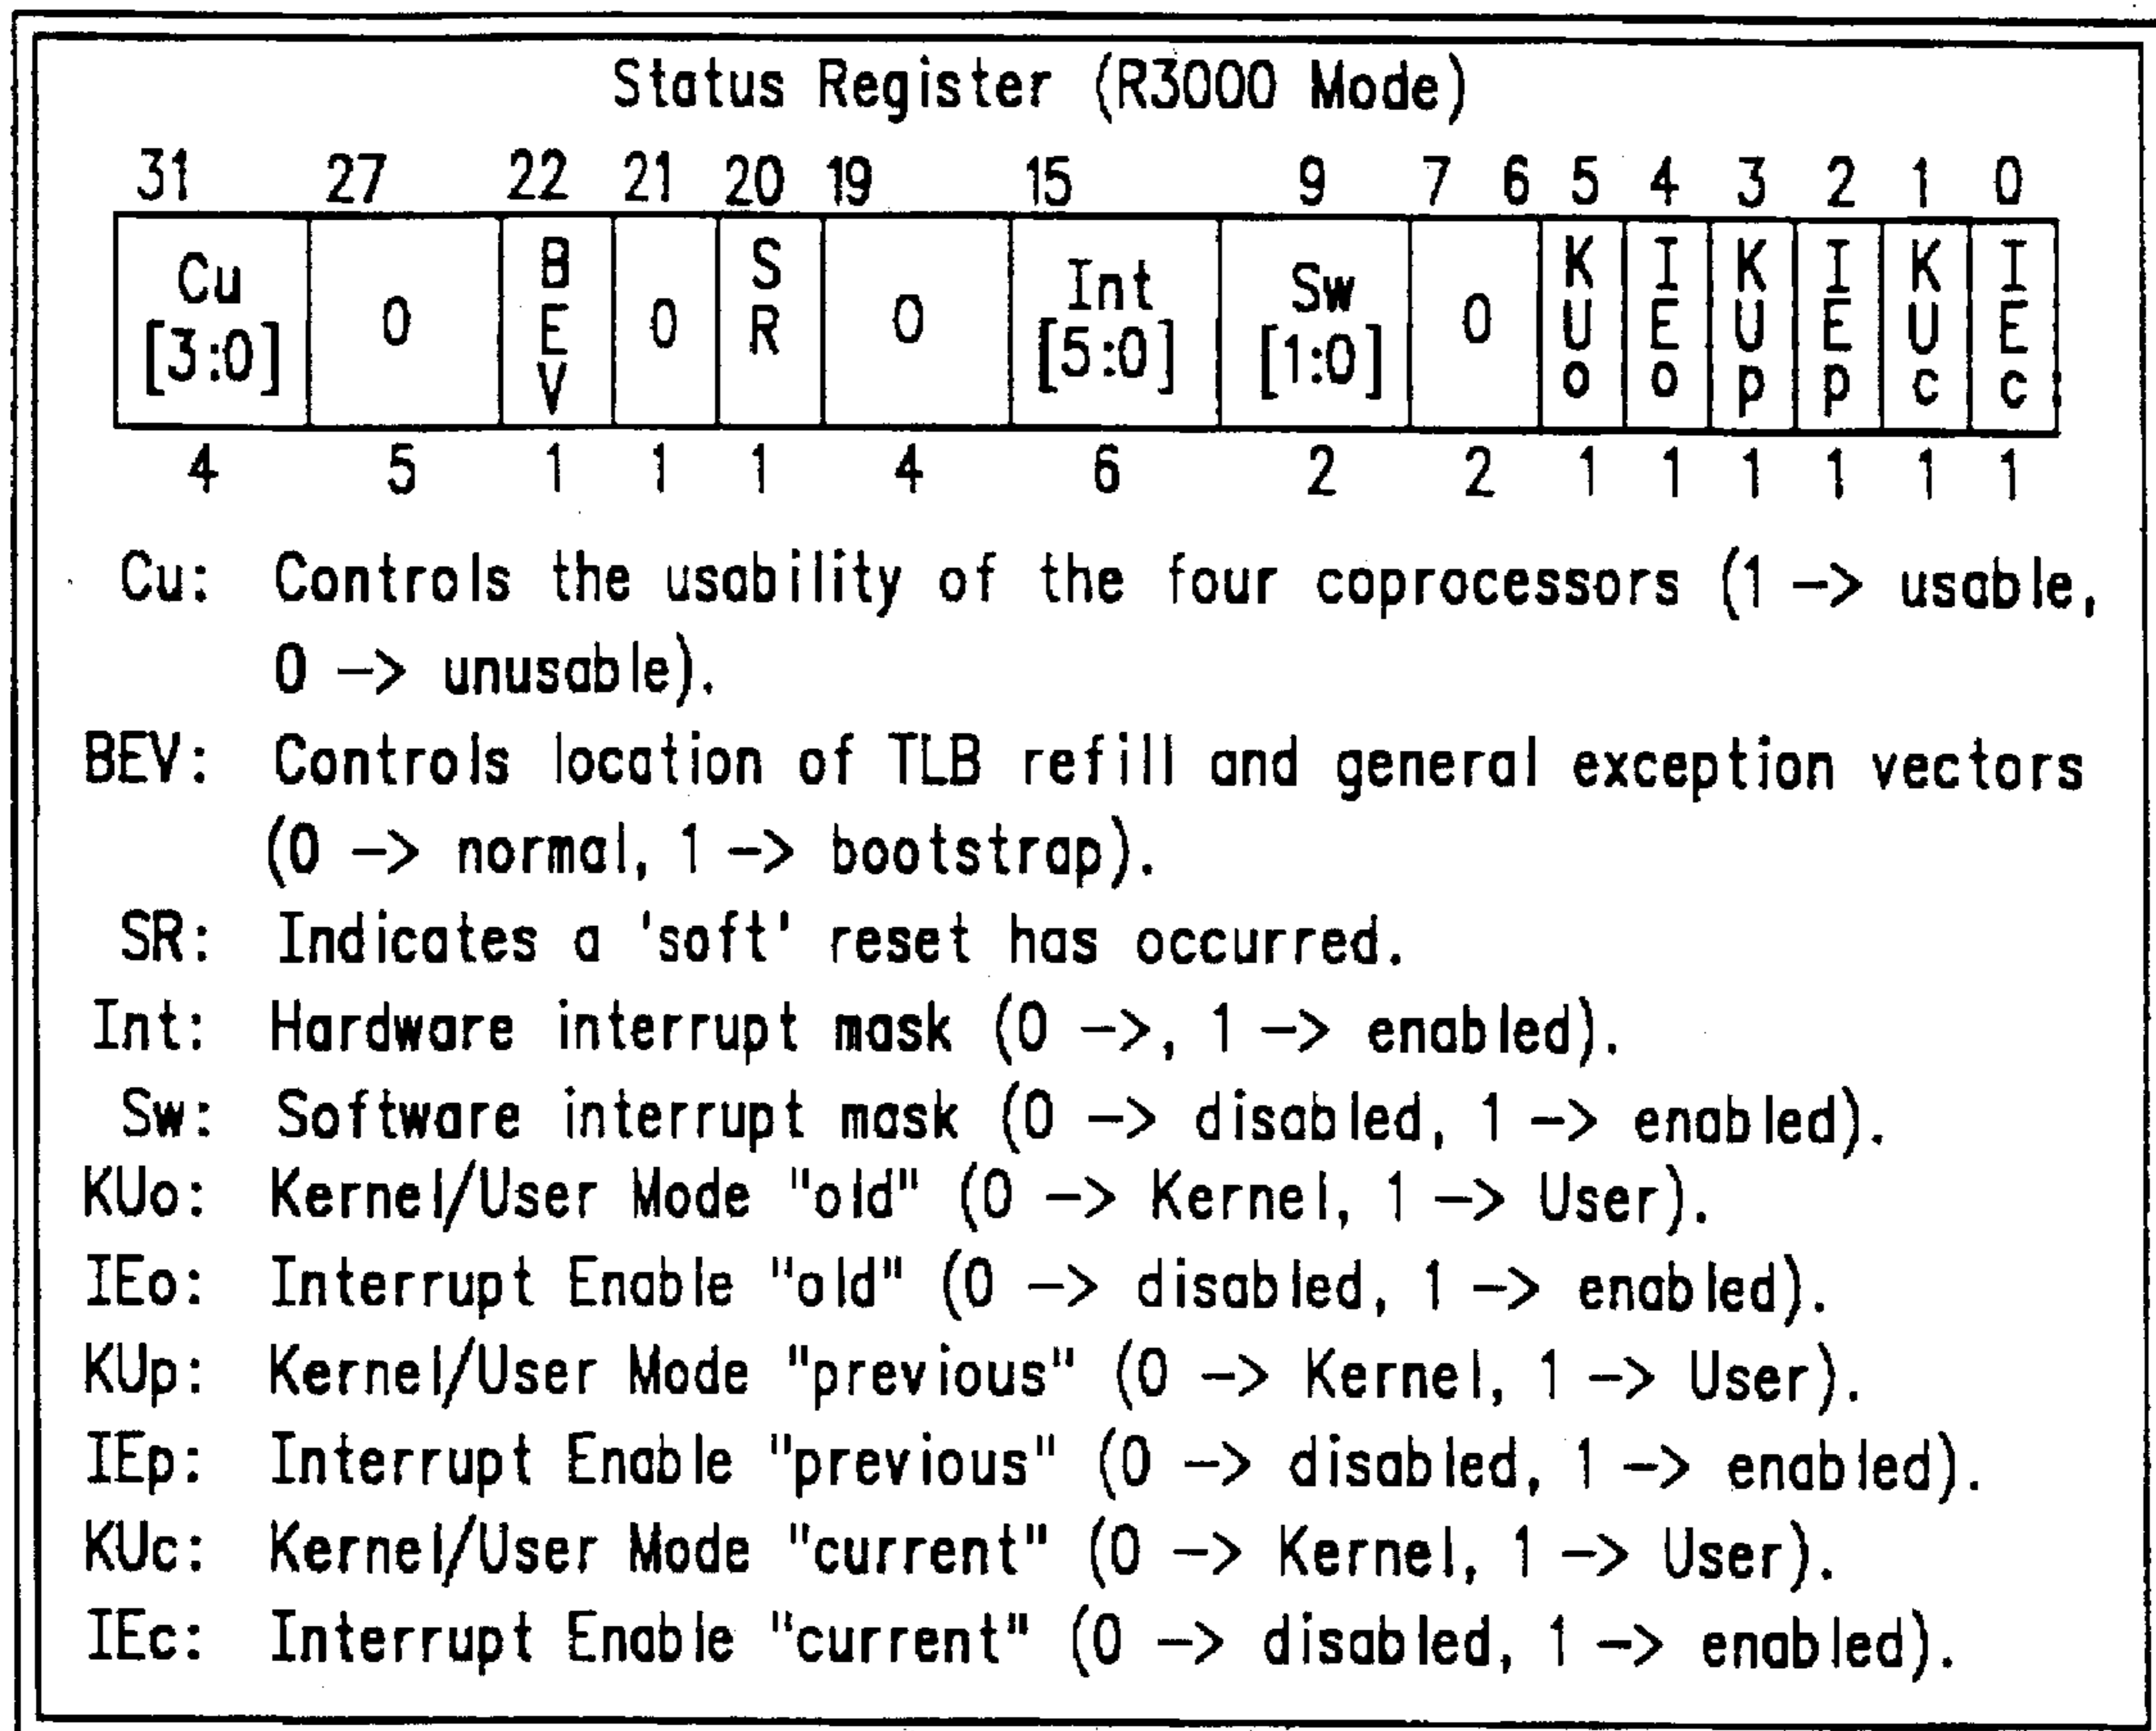 Status Register (R3000 Mode)
31 27 22 21 20 19 15 9 7 6 5 4 3 2 1 0
Cu [3:0] 0 BEV 0 SR 0 Int [5:0] Sw [1:0] 0 KUo IEo KUp IEp KUc IEc
4 5 1 1 1 4 6 2 2 1 1 1 1 1 1
Cu: Controls the usability of the four coprocessors (1 -> usable,
0 -> unusable).
BEV: Controls location of TLB refill and general exception vectors
(0 -> normal, 1 -> bootstrap).
SR: Indicates a 'soft' reset has occurred.
Int: Hardware interrupt mask (0 ->, 1 -> enabled).
Sw: Software interrupt mask (0 -> disabled, 1 -> enabled).
KUo: Kernel/User Mode "old" (0 -> Kernel, 1 -> User).
IEo: Interrupt Enable "old" (0 -> disabled, 1 -> enabled).
KUp: Kernel/User Mode "previous" (0 -> Kernel, 1 -> User).
IEp: Interrupt Enable "previous" (0 -> disabled, 1 -> enabled).
KUc: Kernel/User Mode "current" (0 -> Kernel, 1 -> User).
IEc: Interrupt Enable "current" (0 -> disabled, 1 -> enabled).